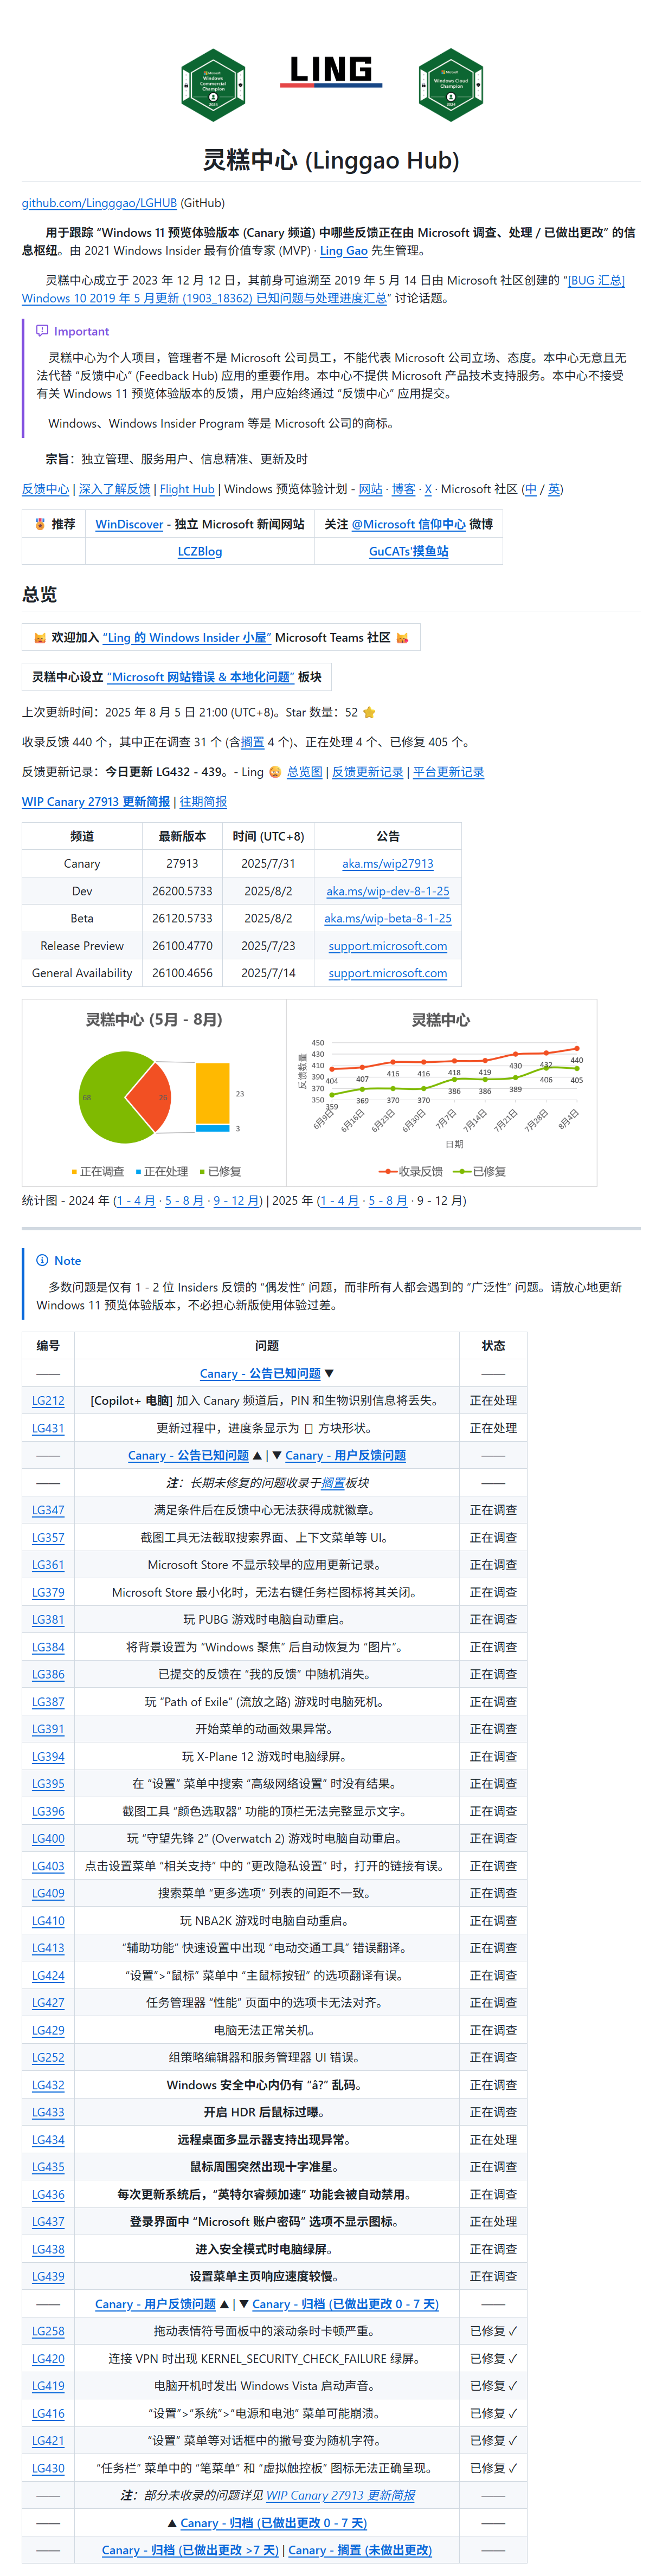 Microsoft
Windows
Commercial
Champion
2024
LING
Microsoft
Windows Cloud
Champion
2024
灵糕中心 (Linggao Hub)
github.com/Lingggao/LGHUB (GitHub)
用于跟踪 “Windows 11 预览体验版本 (Canary 频道) 中哪些反馈正在由 Microsoft 调查、处理 / 已做出更改” 的信
息枢纽。由 2021 Windows Insider 最有价值专家 (MVP) · Ling Gao 先生管理。
灵糕中心成立于 2023 年 12 月 12 日，其前身可追溯至 2019 年 5 月 14 日由 Microsoft 社区创建的 “[BUG 汇总]
Windows 10 2019 年 5 月更新 (1903_18362) 已知问题与处理进度汇总” 讨论话题。
Important
灵糕中心为个人项目，管理者不是 Microsoft 公司员工，不能代表 Microsoft 公司立场、态度。本中心无意且无
法代替 “反馈中心” (Feedback Hub) 应用的重要作用。本中心不提供 Microsoft 产品技术支持服务。本中心不接受
有关 Windows 11 预览体验版本的反馈，用户应始终通过 “反馈中心” 应用提交。
Windows、Windows Insider Program 等是 Microsoft 公司的商标。
宗旨：独立管理、服务用户、信息精准、更新及时
反馈中心 | 深入了解反馈 | Flight Hub | Windows 预览体验计划 - 网站 · 博客 · X · Microsoft 社区 (中 / 英)
🏅 推荐 WinDiscover - 独立 Microsoft 新闻网站 关注 @Microsoft 信仰中心 微博
LCZBlog GuCATs'摸鱼站
总览
欢迎加入 “Ling 的 Windows Insider 小屋” Microsoft Teams 社区
灵糕中心设立 “Microsoft 网站错误 & 本地化问题” 板块
上次更新时间：2025 年 8 月 5 日 21:00 (UTC+8)。Star 数量：52 ⭐
收录反馈 440 个，其中正在调查 31 个 (含搁置 4 个)、正在处理 4 个、已修复 405 个。
反馈更新记录：今日更新 LG432 - 439。- Ling 总览图 | 反馈更新记录 | 平台更新记录
WIP Canary 27913 更新简报 | 往期简报
频道 最新版本 时间 (UTC+8) 公告
Canary 27913 2025/7/31 aka.ms/wip27913
Dev 26200.5733 2025/8/2 aka.ms/wip-dev-8-1-25
Beta 26120.5733 2025/8/2 aka.ms/wip-beta-8-1-25
Release Preview 26100.4770 2025/7/23 support.microsoft.com
General Availability 26100.4656 2025/7/14 support.microsoft.com
灵糕中心 (5月 - 8月)
68 26 23 3
正在调查 正在处理 已修复
灵糕中心
反馈数量
450
430
410
390
370
350
404 407 416 416 418 419 430 432 440
359 369 370 370 386 386 389 406 405
6月9日 6月16日 6月23日 6月30日 7月7日 7月14日 7月21日 7月28日 8月4日
日期
收录反馈 已修复
统计图 - 2024 年 (1 - 4 月 · 5 - 8 月 · 9 - 12 月) | 2025 年 (1 - 4 月 · 5 - 8 月 · 9 - 12 月)
Note
多数问题是仅有 1 - 2 位 Insiders 反馈的 “偶发性” 问题，而非所有人都会遇到的 “广泛性” 问题。请放心地更新
Windows 11 预览体验版本，不必担心新版使用体验过差。
编号 问题 状态
—— Canary - 公告已知问题 ▼ ——
LG212 [Copilot+ 电脑] 加入 Canary 频道后，PIN 和生物识别信息将丢失。 正在处理
LG431 更新过程中，进度条显示为 ▯ 方块形状。 正在处理
—— Canary - 公告已知问题 ▲ | ▼ Canary - 用户反馈问题 ——
—— 注：长期未修复的问题收录于搁置板块 ——
LG347 满足条件后在反馈中心无法获得成就徽章。 正在调查
LG357 截图工具无法截取搜索界面、上下文菜单等 UI。 正在调查
LG361 Microsoft Store 不显示较早的应用更新记录。 正在调查
LG379 Microsoft Store 最小化时，无法右键任务栏图标将其关闭。 正在调查
LG381 玩 PUBG 游戏时电脑自动重启。 正在调查
LG384 将背景设置为 “Windows 聚焦” 后自动恢复为 “图片”。 正在调查
LG386 已提交的反馈在 “我的反馈” 中随机消失。 正在调查
LG387 玩 “Path of Exile” (流放之路) 游戏时电脑死机。 正在调查
LG391 开始菜单的动画效果异常。 正在调查
LG394 玩 X-Plane 12 游戏时电脑绿屏。 正在调查
LG395 在 “设置” 菜单中搜索 “高级网络设置” 时没有结果。 正在调查
LG396 截图工具 “颜色选取器” 功能的顶栏无法完整显示文字。 正在调查
LG400 玩 “守望先锋 2” (Overwatch 2) 游戏时电脑自动重启。 正在调查
LG403 点击设置菜单 “相关支持” 中的 “更改隐私设置” 时，打开的链接有误。 正在调查
LG409 搜索菜单 “更多选项” 列表的间距不一致。 正在调查
LG410 玩 NBA2K 游戏时电脑自动重启。 正在调查
LG413 “辅助功能” 快速设置中出现 “电动交通工具” 错误翻译。 正在调查
LG424 “设置”>“鼠标” 菜单中 “主鼠标按钮” 的选项翻译有误。 正在调查
LG427 任务管理器 “性能” 页面中的选项卡无法对齐。 正在调查
LG429 电脑无法正常关机。 正在调查
LG252 组策略编辑器和服务管理器 UI 错误。 正在调查
LG432 Windows 安全中心内仍有 “â?” 乱码。 正在调查
LG433 开启 HDR 后鼠标过曝。 正在调查
LG434 远程桌面多显示器支持出现异常。 正在处理
LG435 鼠标周围突然出现十字准星。 正在调查
LG436 每次更新系统后，“英特尔睿频加速” 功能会被自动禁用。 正在调查
LG437 登录界面中 “Microsoft 账户密码” 选项不显示图标。 正在处理
LG438 进入安全模式时电脑绿屏。 正在调查
LG439 设置菜单主页响应速度较慢。 正在调查
—— Canary - 用户反馈问题 ▲ | ▼ Canary - 归档 (已做出更改 0 - 7 天) ——
LG258 拖动表情符号面板中的滚动条时卡顿严重。 已修复 ✓
LG420 连接 VPN 时出现 KERNEL_SECURITY_CHECK_FAILURE 绿屏。 已修复 ✓
LG419 电脑开机时发出 Windows Vista 启动声音。 已修复 ✓
LG416 “设置”>“系统”>“电源和电池” 菜单可能崩溃。 已修复 ✓
LG421 “设置” 菜单等对话框中的撇号变为随机字符。 已修复 ✓
LG430 “任务栏” 菜单中的 “笔菜单” 和 “虚拟触控板” 图标无法正确呈现。 已修复 ✓
—— 注：部分未收录的问题详见 WIP Canary 27913 更新简报 ——
—— ▲ Canary - 归档 (已做出更改 0 - 7 天) ——
—— Canary - 归档 (已做出更改 >7 天) | Canary - 搁置 (未做出更改) ——